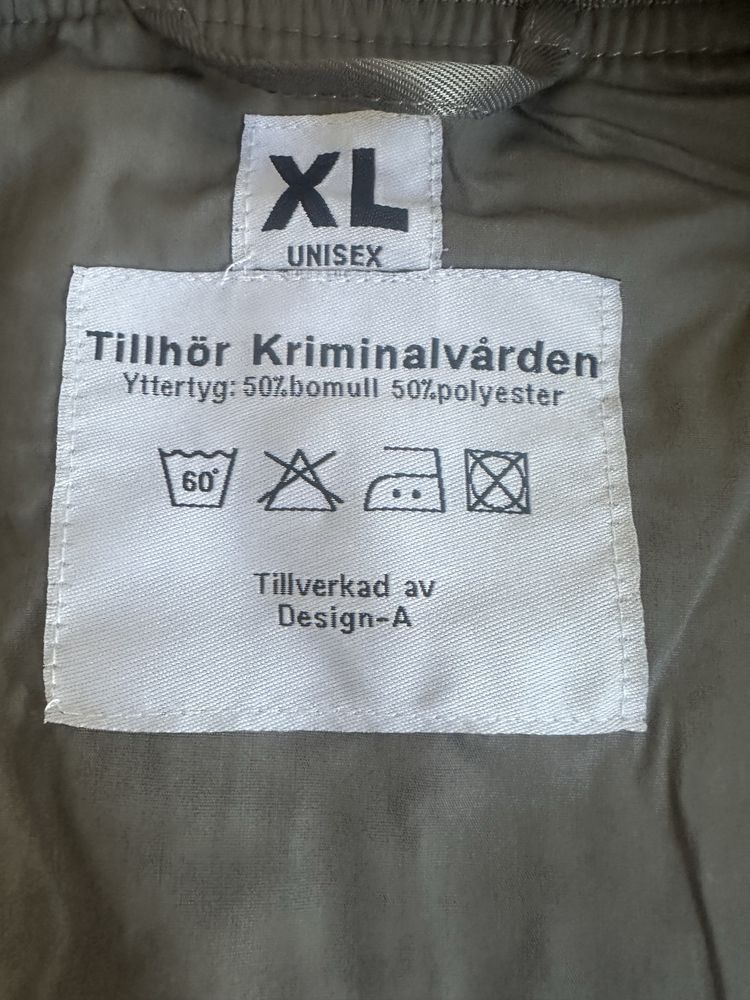 XL
UNISEX
Tillhör Kriminalvården
Yttertyg: 50%bomull 50%polyester
60°
Tillverkad av
Design-A